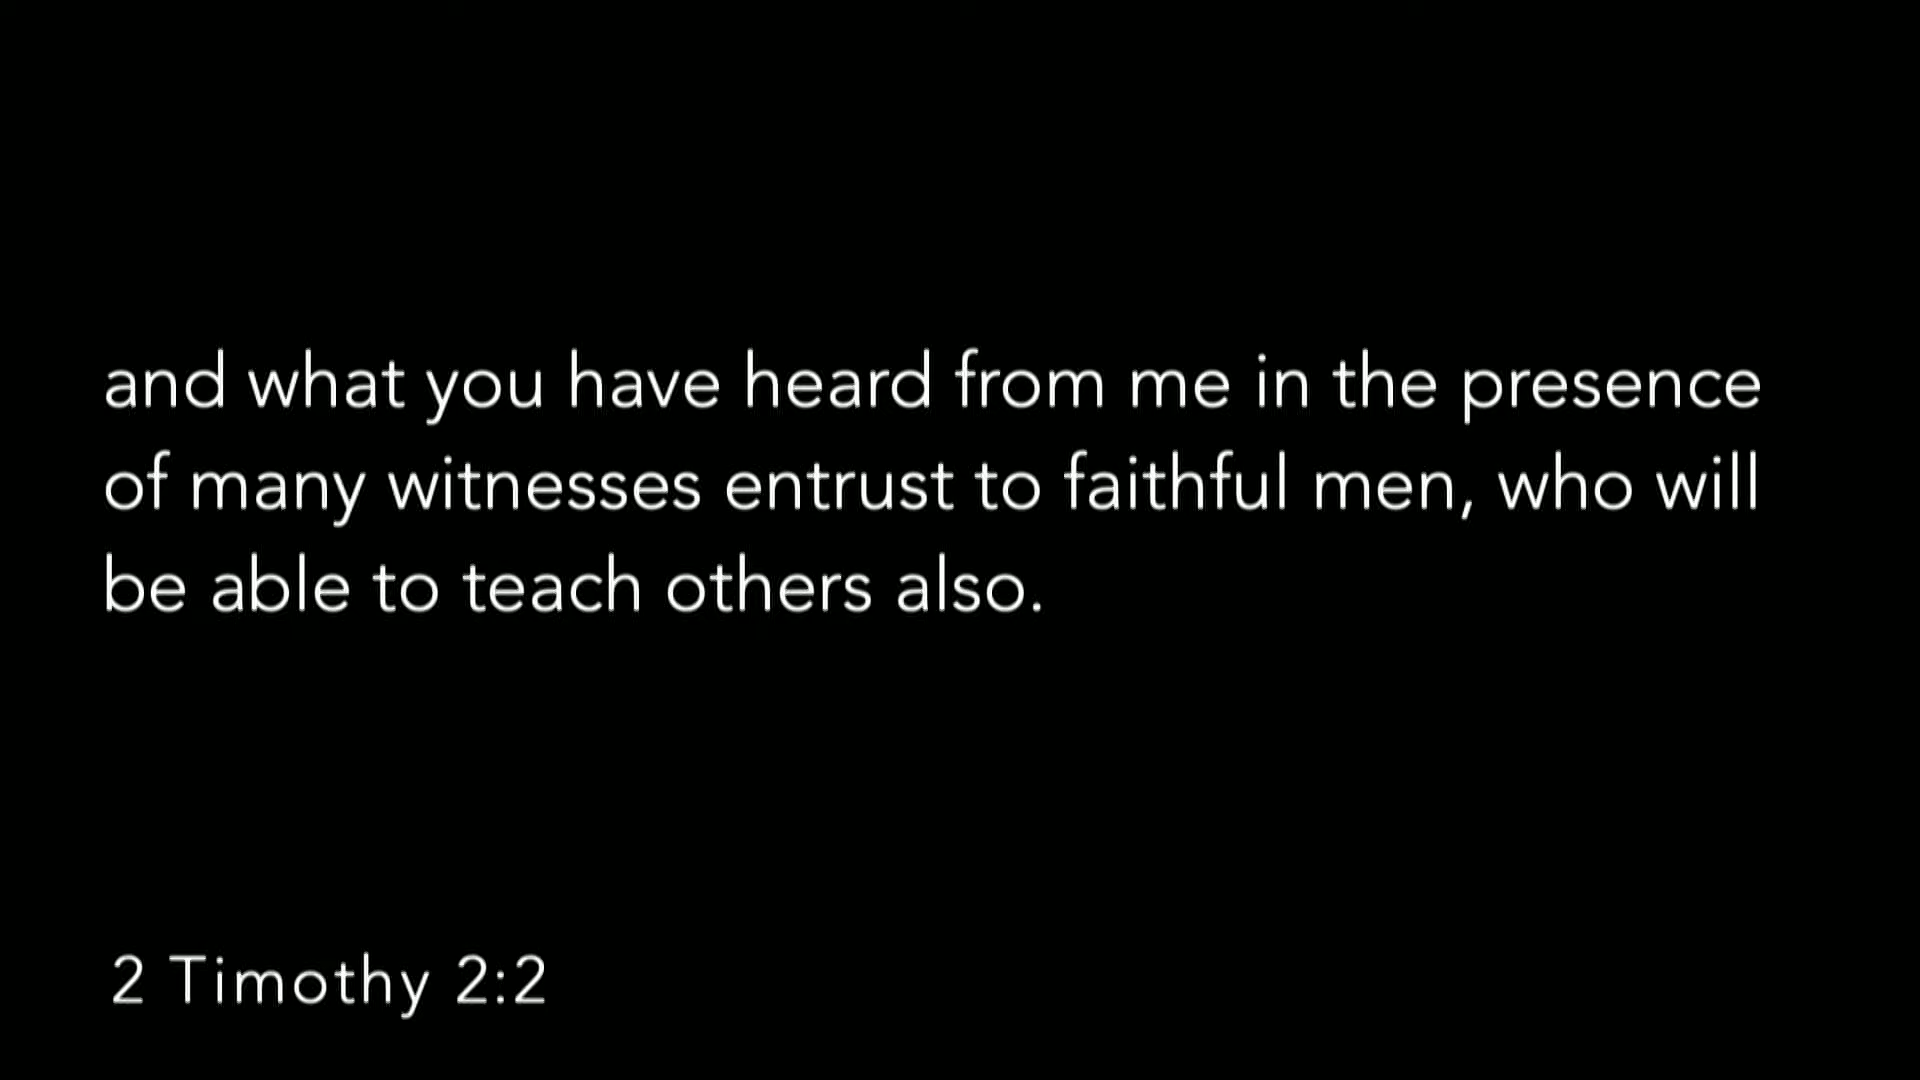 and what you have heard from me in the presence
of many witnesses entrust to faithful men, who will
be able to teach others also.
2 Timothy 2:2